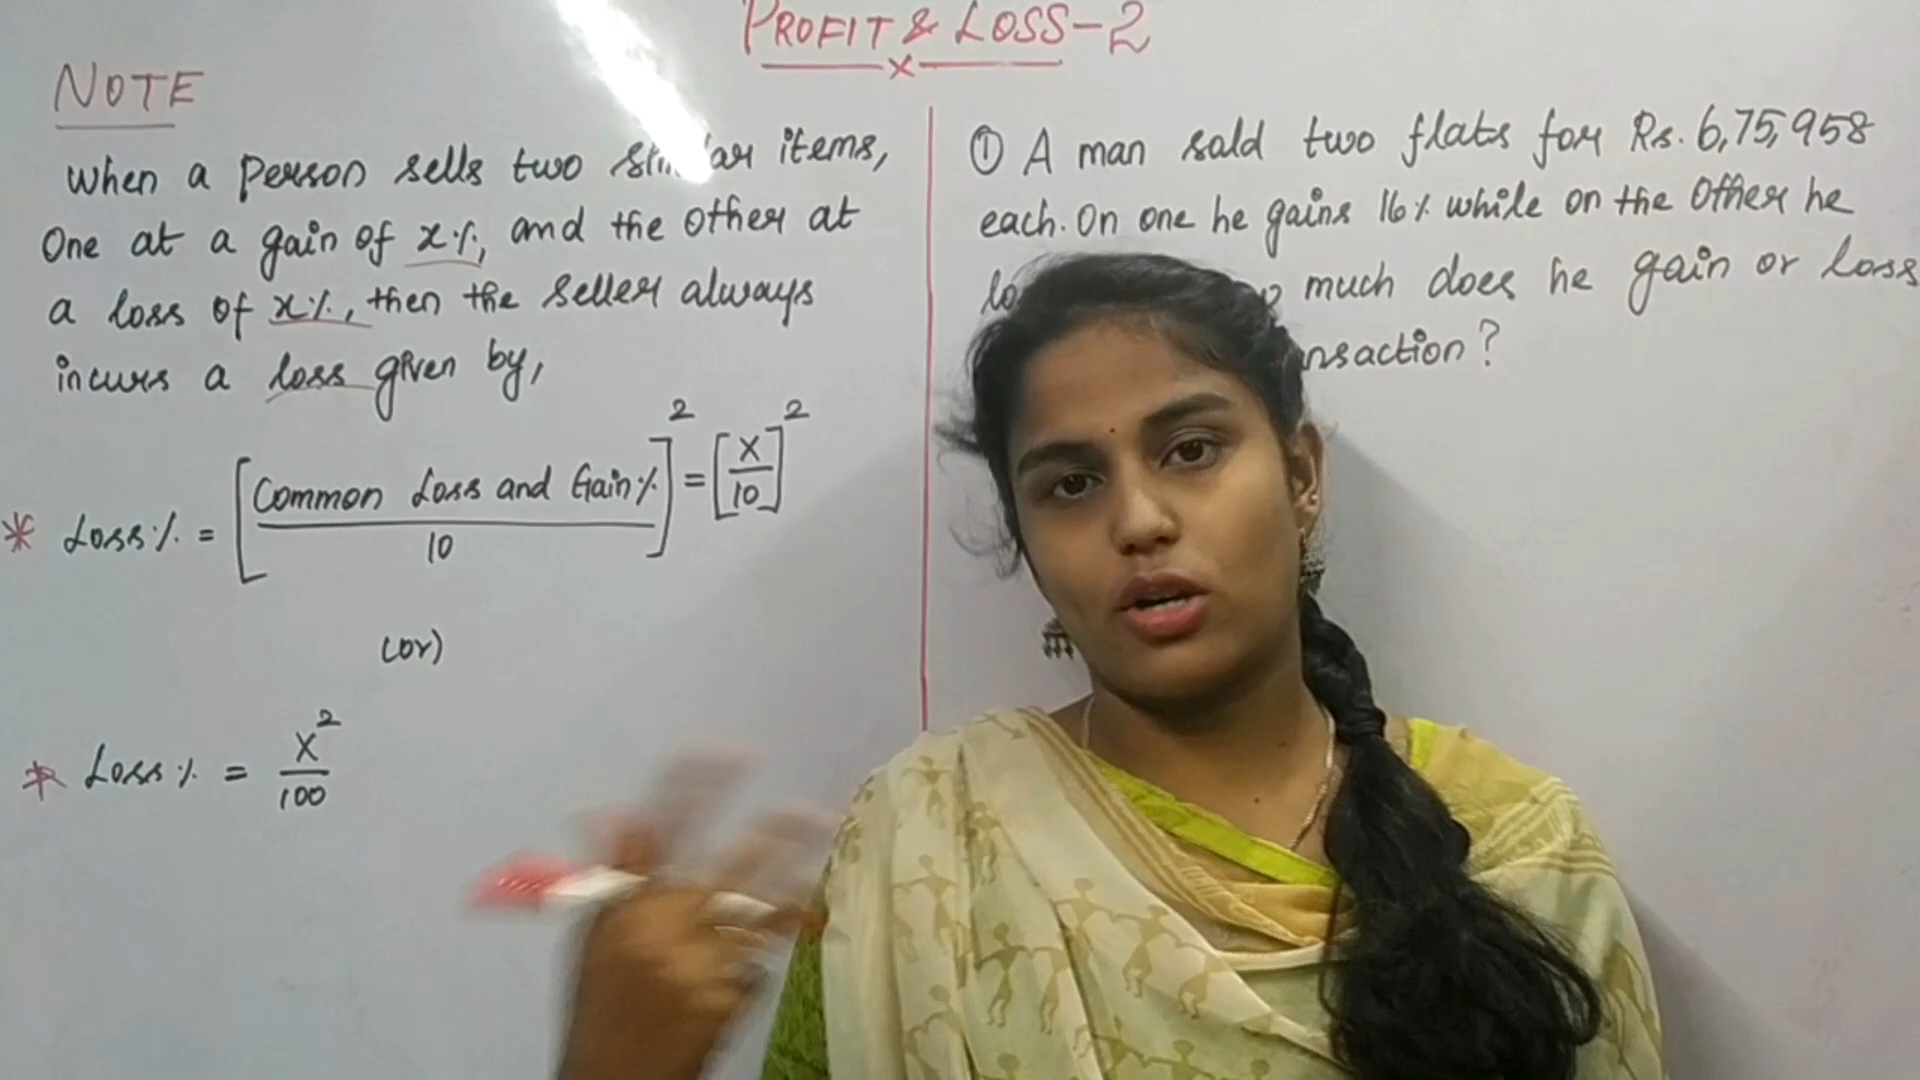 PROFIT & LOSS-2
NOTE
When a person sells two items,
One at a gain of x%, and the other at
a loss of x%, then the seller always
incurs a loss given by,
* Loss% = [Common Loss and Gain% / 10]² = [x/10]²
(or)
* Loss% = x²/100
① A man sold two flats for Rs. 6,75,958
each. On one he gains 16% while on the Other he
much does he gain or loss
?